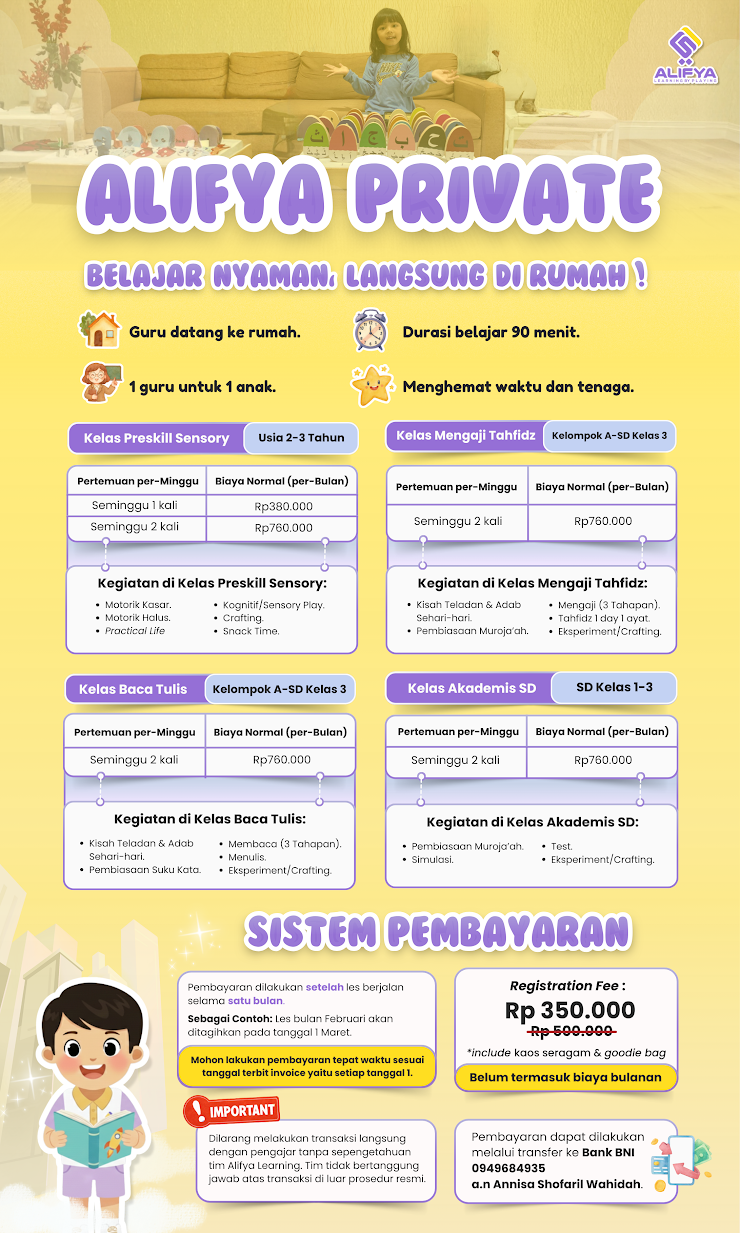 ALIFYA
LEARNING BY PLAYING
ث ت ب ا
ALIFYA PRIVATE
BELAJAR NYAMAN, LANGSUNG DI RUMAH !
Guru datang ke rumah.
Durasi belajar 90 menit.
1 guru untuk 1 anak.
Menghemat waktu dan tenaga.
Kelas Preskill Sensory
Usia 2-3 Tahun
Pertemuan per-Minggu
Biaya Normal (per-Bulan)
Seminggu 1 kali
Rp380.000
Seminggu 2 kali
Rp760.000
Kegiatan di Kelas Preskill Sensory:
• Motorik Kasar.
• Motorik Halus.
• Practical Life
• Kognitif/Sensory Play.
• Crafting.
• Snack Time.
Kelas Mengaji Tahfidz
Kelompok A-SD Kelas 3
Pertemuan per-Minggu
Biaya Normal (per-Bulan)
Seminggu 2 kali
Rp760.000
Kegiatan di Kelas Mengaji Tahfidz:
• Kisah Teladan & Adab
Sehari-hari.
• Pembiasaan Muroja’ah.
• Mengaji (3 Tahapan).
• Tahfidz 1 day 1 ayat.
• Eksperiment/Crafting.
Kelas Baca Tulis
Kelompok A-SD Kelas 3
Pertemuan per-Minggu
Biaya Normal (per-Bulan)
Seminggu 2 kali
Rp760.000
Kegiatan di Kelas Baca Tulis:
• Kisah Teladan & Adab
Sehari-hari.
• Pembiasaan Suku Kata.
• Membaca (3 Tahapan).
• Menulis.
• Eksperiment/Crafting.
Kelas Akademis SD
SD Kelas 1-3
Pertemuan per-Minggu
Biaya Normal (per-Bulan)
Seminggu 2 kali
Rp760.000
Kegiatan di Kelas Akademis SD:
• Pembiasaan Muroja’ah.
• Simulasi.
• Test.
• Eksperiment/Crafting.
SISTEM PEMBAYARAN
Pembayaran dilakukan setelah les berjalan
selama satu bulan.
Sebagai Contoh: Les bulan Februari akan
ditagihkan pada tanggal 1 Maret.
Mohon lakukan pembayaran tepat waktu sesuai
tanggal terbit invoice yaitu setiap tanggal 1.
Registration Fee :
Rp 350.000
Rp 500.000
*include kaos seragam & goodie bag
Belum termasuk biaya bulanan
! IMPORTANT
Dilarang melakukan transaksi langsung
dengan pengajar tanpa sepengetahuan
tim Alifya Learning. Tim tidak bertanggung
jawab atas transaksi di luar prosedur resmi.
Pembayaran dapat dilakukan
melalui transfer ke Bank BNI
0949684935
a.n Annisa Shofaril Wahidah.